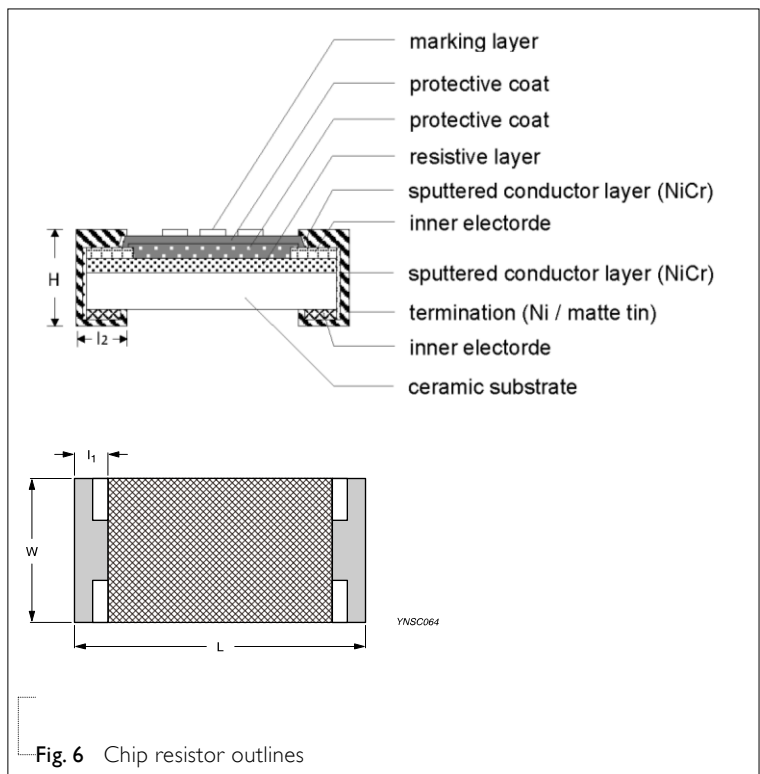 marking layer
protective coat
protective coat
resistive layer
sputtered conductor layer (NiCr)
inner electorde
H
sputtered conductor layer (NiCr)
termination (Ni / matte tin)
l2
inner electorde
ceramic substrate
l1
W
YNSC064
L
Fig. 6 Chip resistor outlines